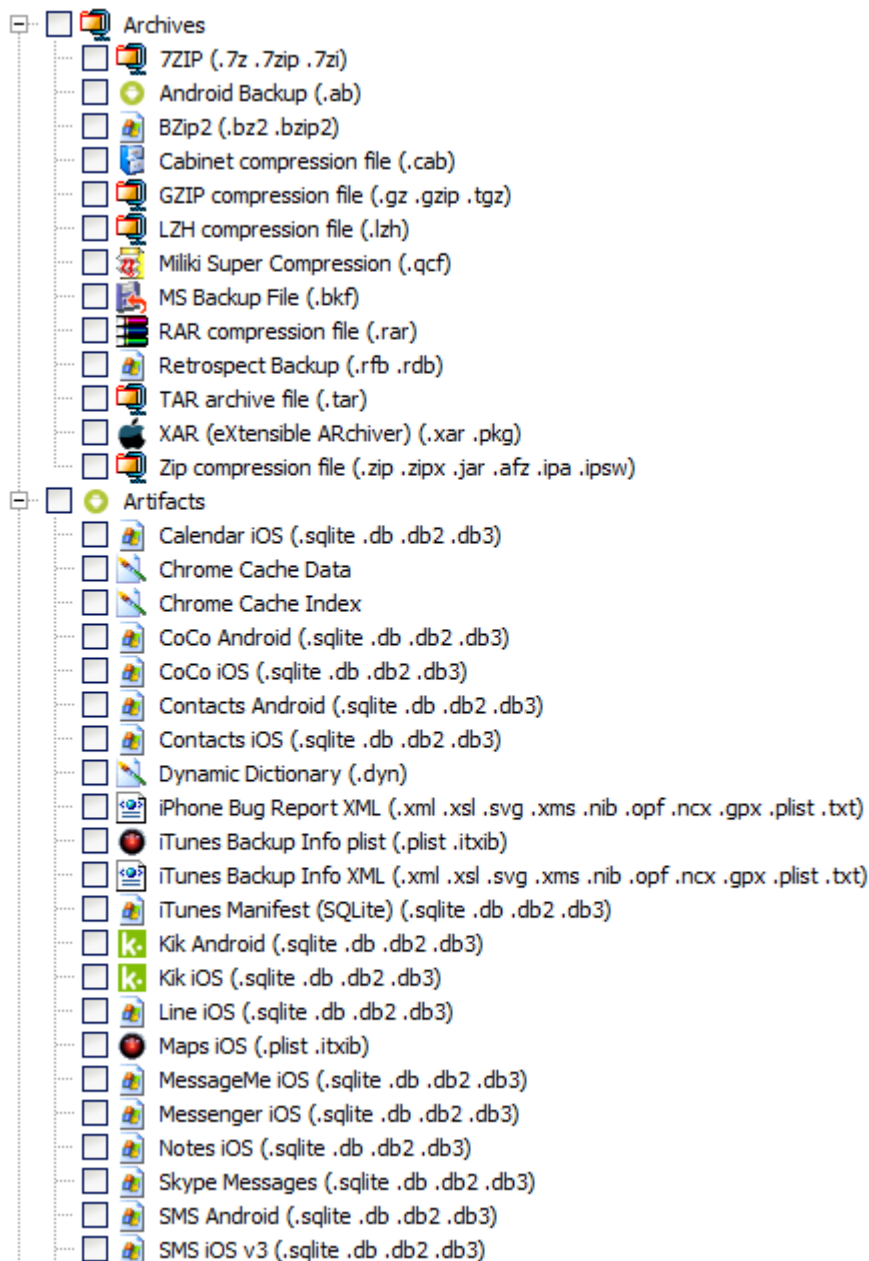 Archives
7ZIP (.7z .7zip .7zi)
Android Backup (.ab)
BZip2 (.bz2 .bzip2)
Cabinet compression file (.cab)
GZIP compression file (.gz .gzip .tgz)
LZH compression file (.lzh)
Miliki Super Compression (.qcf)
MS Backup File (.bkf)
RAR compression file (.rar)
Retrospect Backup (.rfb .rdb)
TAR archive file (.tar)
XAR (eXtensible ARchiver) (.xar .pkg)
Zip compression file (.zip .zipx .jar .afz .ipa .ipsw)
Artifacts
Calendar iOS (.sqlite .db .db2 .db3)
Chrome Cache Data
Chrome Cache Index
CoCo Android (.sqlite .db .db2 .db3)
CoCo iOS (.sqlite .db .db2 .db3)
Contacts Android (.sqlite .db .db2 .db3)
Contacts iOS (.sqlite .db .db2 .db3)
Dynamic Dictionary (.dyn)
iPhone Bug Report XML (.xml .xsl .svg .xms .nib .opf .ncx .gpx .plist .txt)
iTunes Backup Info plist (.plist .itxib)
iTunes Backup Info XML (.xml .xsl .svg .xms .nib .opf .ncx .gpx .plist .txt)
iTunes Manifest (SQLite) (.sqlite .db .db2 .db3)
k. Kik Android (.sqlite .db .db2 .db3)
k. Kik iOS (.sqlite .db .db2 .db3)
Line iOS (.sqlite .db .db2 .db3)
Maps iOS (.plist .itxib)
MessageMe iOS (.sqlite .db .db2 .db3)
Messenger iOS (.sqlite .db .db2 .db3)
Notes iOS (.sqlite .db .db2 .db3)
Skype Messages (.sqlite .db .db2 .db3)
SMS Android (.sqlite .db .db2 .db3)
SMS iOS v3 (.sqlite .db .db2 .db3)